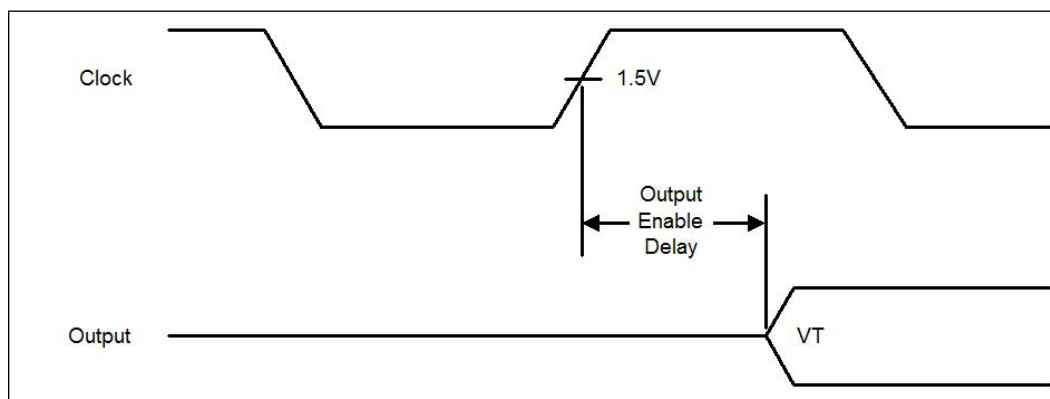 Clock
1.5V
Output
Enable
Delay
Output
VT